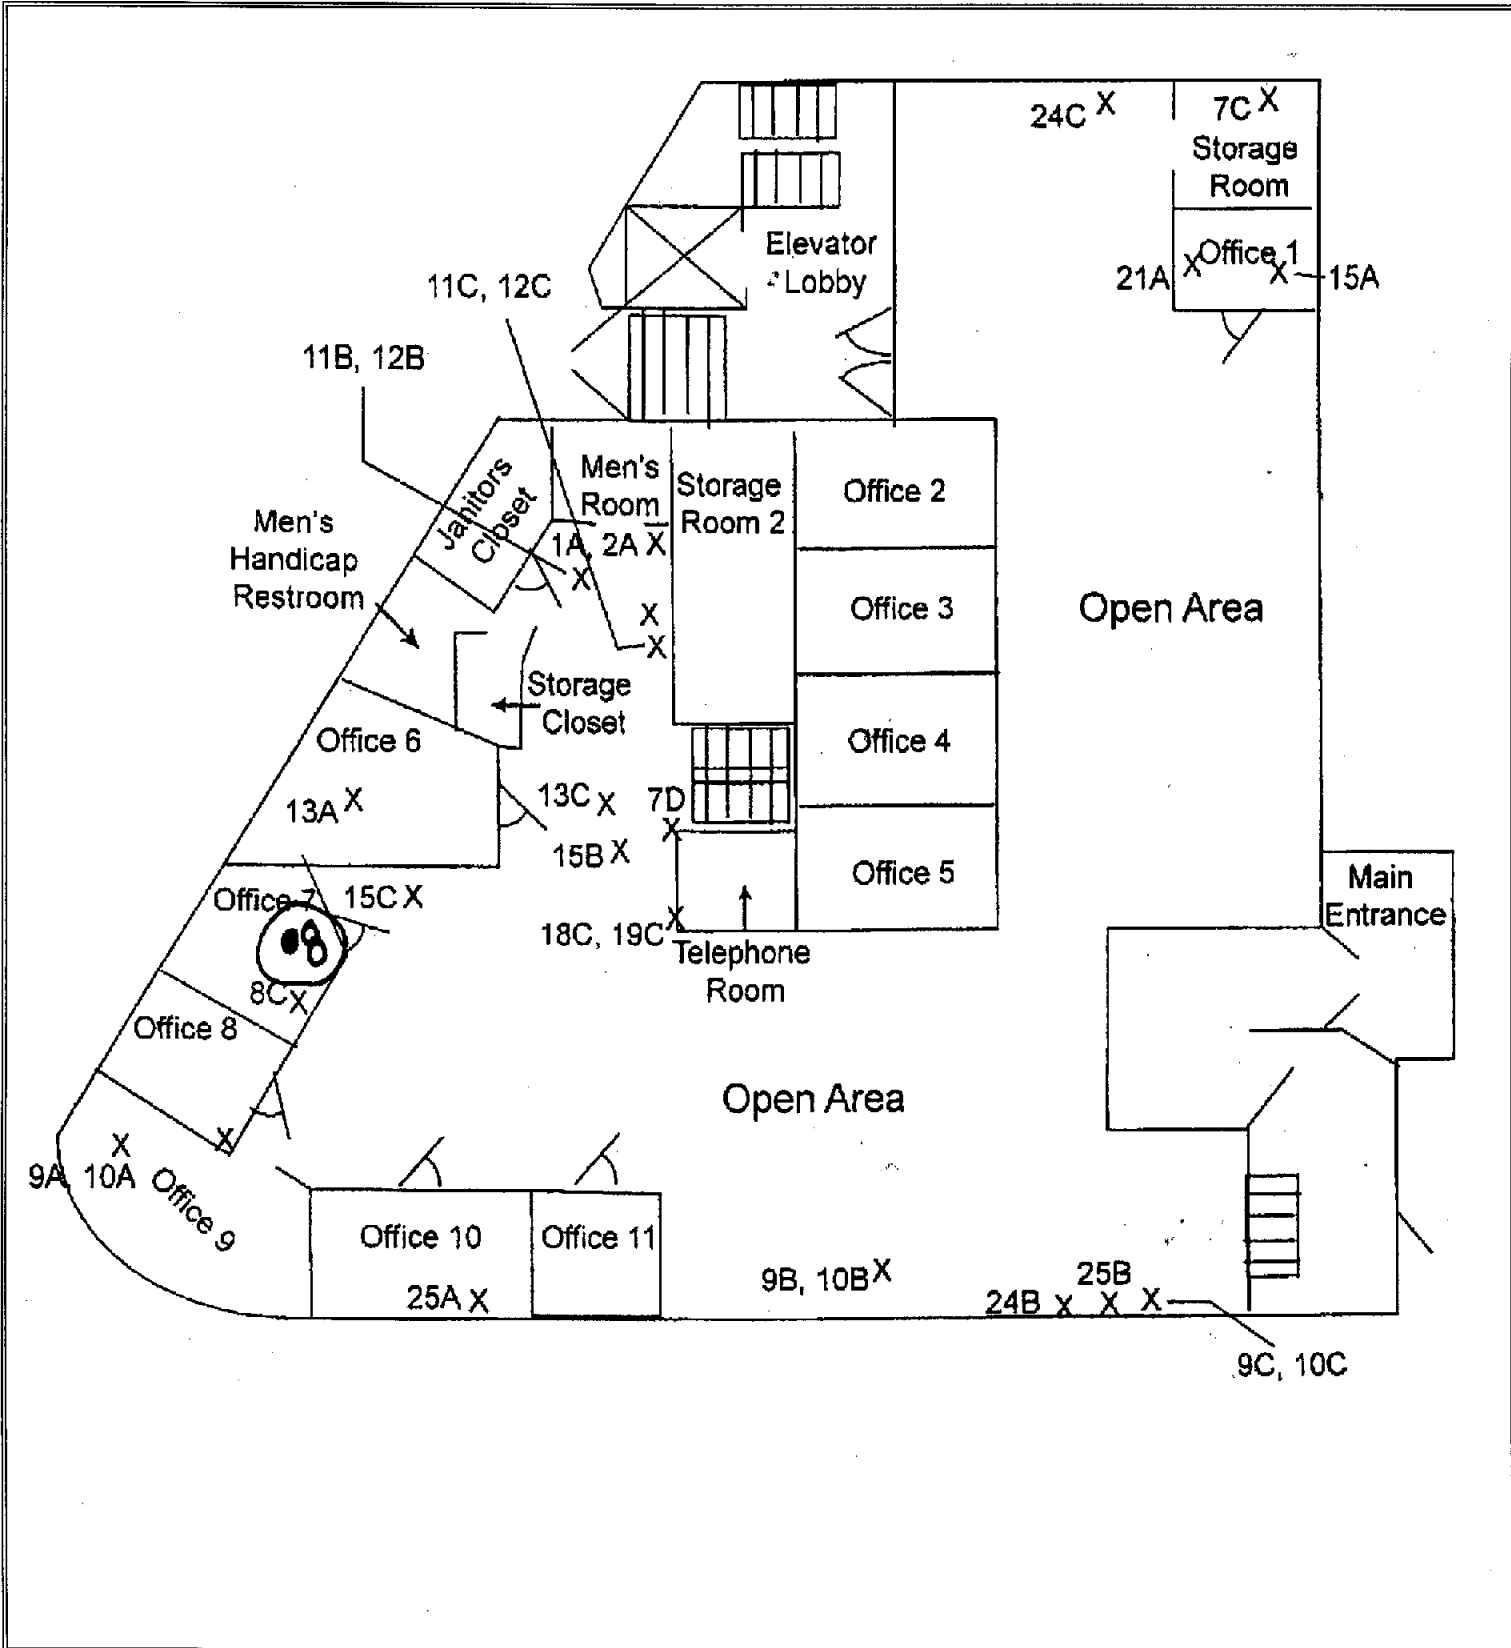 24C X
7C X
Storage
Room
Elevator
Lobby
Office 1
21A X
X 15A
11C, 12C
11B, 12B
Men's
Room
Storage
Room 2
Office 2
Janitors
Closet
Men's
Handicap
Restroom
1A, 2A X
X
X
X
Office 3
Open Area
Storage
Closet
Office 6
Office 4
13A X
13C X
7D
X
15B X
Office 5
Main
Entrance
Office 7
15C X
18C, 19C X
Telephone
Room
8C X
Office 8
Open Area
X
X
9A, 10A
Office 9
Office 10
Office 11
25A X
9B, 10B X
25B
24B X X X
9C, 10C